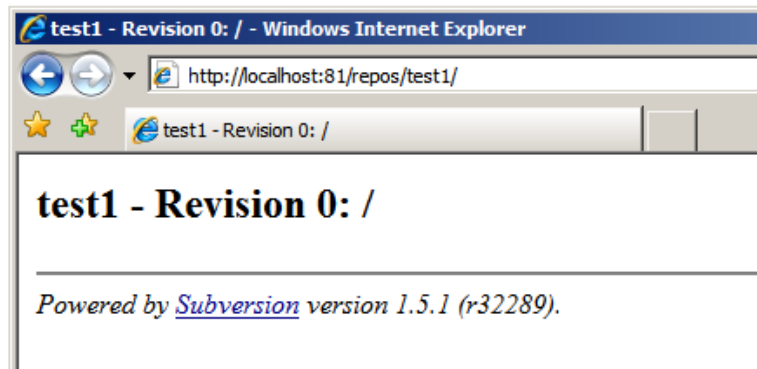 test1 - Revision 0: / - Windows Internet Explorer
http://localhost:81/repos/test1/
test1 - Revision 0: /
test1 - Revision 0: /
Powered by Subversion version 1.5.1 (r32289).